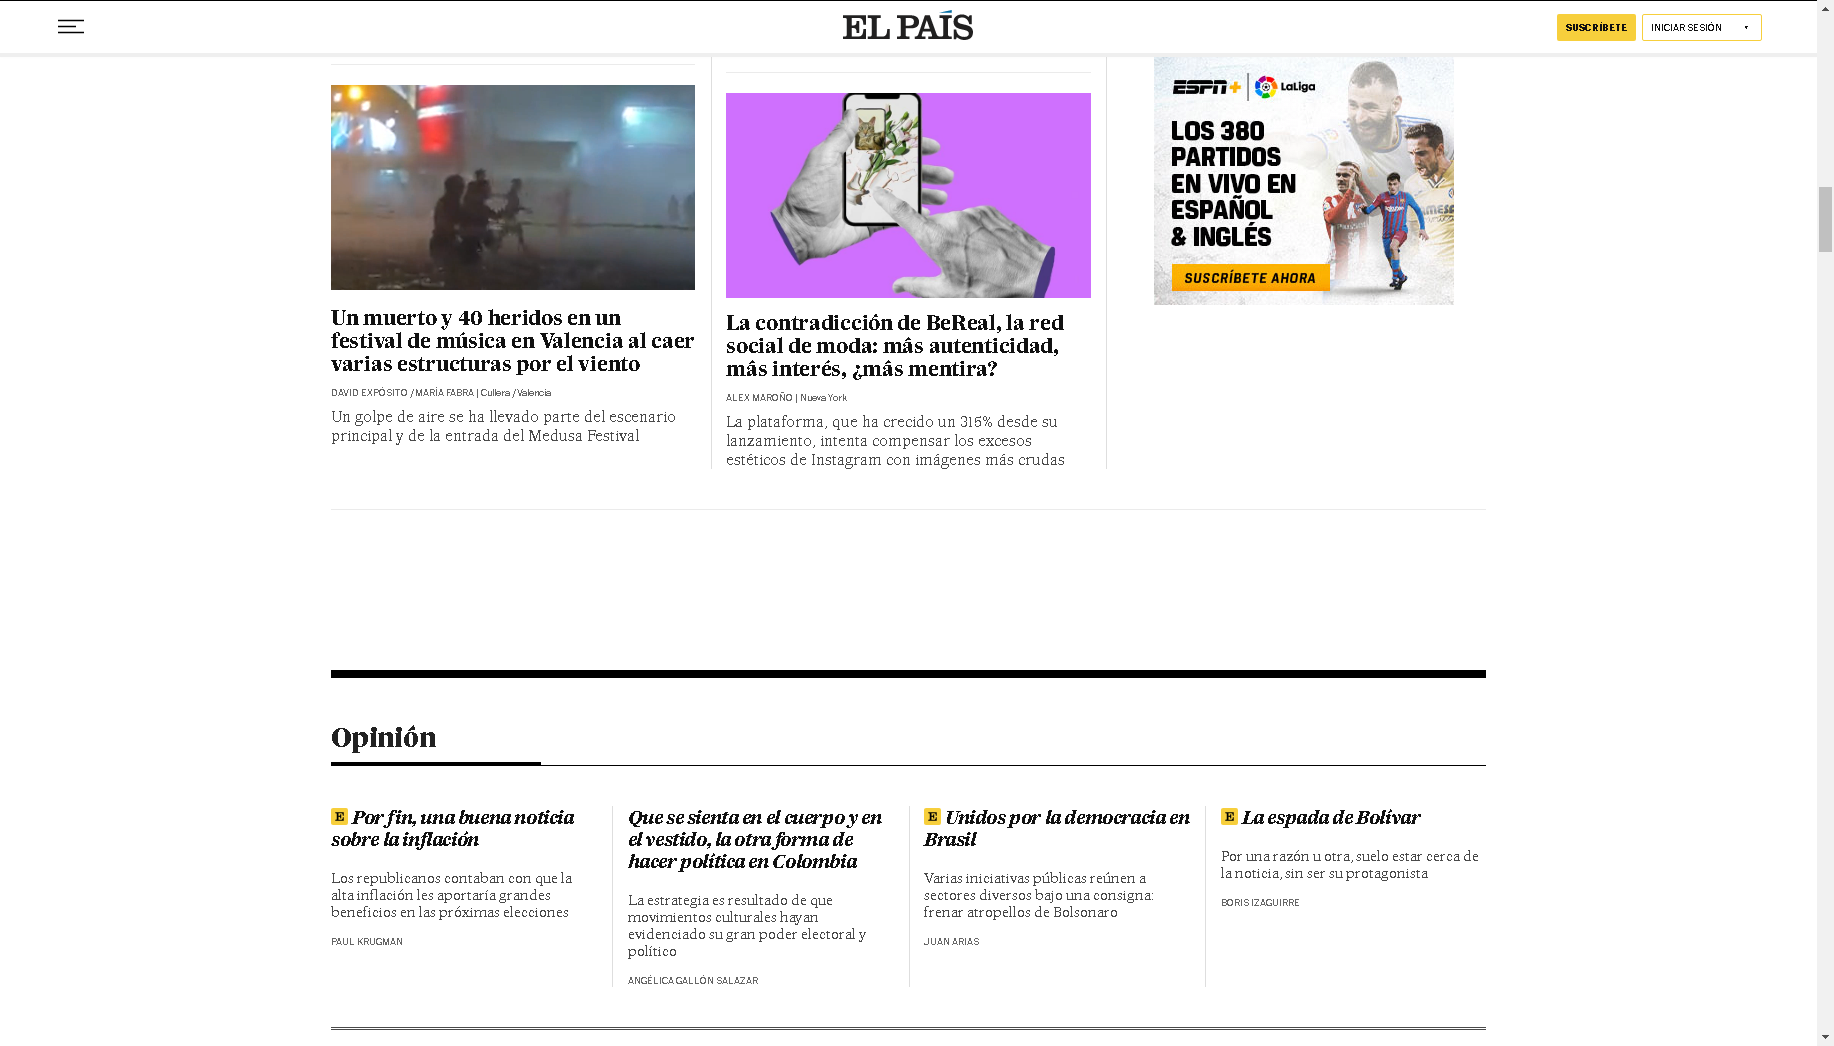 EL PAÍS
SUSCRÍBETE
INICIAR SESIÓN
Un muerto y 40 heridos en un
festival de música en Valencia al caer
varias estructuras por el viento
DAVID EXPÓSITO / MARÍA FABRA | Cullera / Valencia
Un golpe de aire se ha llevado parte del escenario
principal y de la entrada del Medusa Festival
La contradicción de BeReal, la red
social de moda: más autenticidad,
más interés, ¿más mentira?
ALEX MAROÑO | Nueva York
La plataforma, que ha crecido un 315% desde su
lanzamiento, intenta compensar los excesos
estéticos de Instagram con imágenes más crudas
ESPN+ LaLiga
LOS 380
PARTIDOS
EN VIVO EN
ESPAÑOL
& INGLÉS
SUSCRÍBETE AHORA
Opinión
E Por fin, una buena noticia
sobre la inflación
Los republicanos contaban con que la
alta inflación les aportaría grandes
beneficios en las próximas elecciones
PAUL KRUGMAN
Que se sienta en el cuerpo y en
el vestido, la otra forma de
hacer política en Colombia
La estrategia es resultado de que
movimientos culturales hayan
evidenciado su gran poder electoral y
político
ANGÉLICA GALLÓN SALAZAR
E Unidos por la democracia en
Brasil
Varias iniciativas públicas reúnen a
sectores diversos bajo una consigna:
frenar atropellos de Bolsonaro
JUAN ARIAS
E La espada de Bolívar
Por una razón u otra, suelo estar cerca de
la noticia, sin ser su protagonista
BORIS IZAGUIRRE